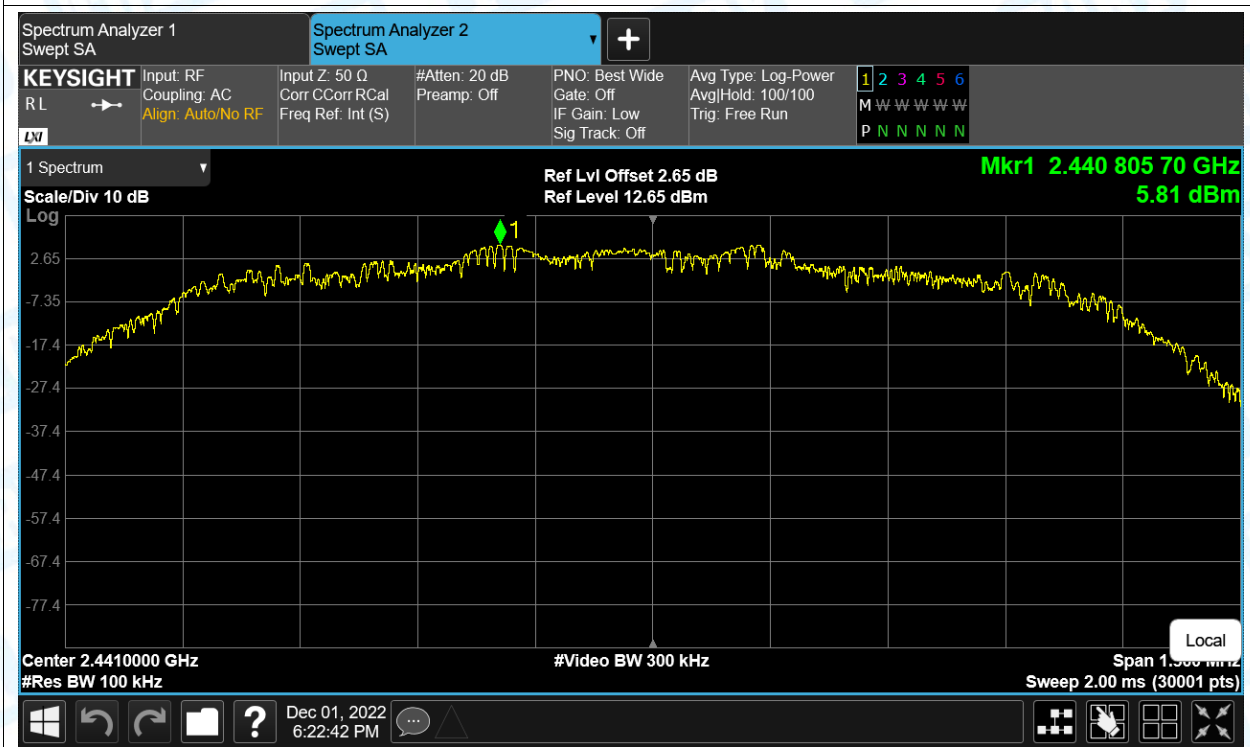 Spectrum Analyzer 1
Swept SA
Spectrum Analyzer 2
Swept SA
KEYSIGHT
R L
LXI
Input: RF
Coupling: AC
Align: Auto/No RF
Input Z: 50 Ω
Corr CCorr RCal
Freq Ref: Int (S)
#Atten: 20 dB
Preamp: Off
PNO: Best Wide
Gate: Off
IF Gain: Low
Sig Track: Off
Avg Type: Log-Power
Avg|Hold: 100/100
Trig: Free Run
1 2 3 4 5 6
M W W W W W
P N N N N N
1 Spectrum
Scale/Div 10 dB
Log
Ref Lvl Offset 2.65 dB
Ref Level 12.65 dBm
Mkr1 2.440 805 70 GHz
5.81 dBm
1
2.65
-7.35
-17.4
-27.4
-37.4
-47.4
-57.4
-67.4
-77.4
Local
Center 2.4410000 GHz
#Video BW 300 kHz
Span
#Res BW 100 kHz
Sweep 2.00 ms (30001 pts)
?
Dec 01, 2022
6:22:42 PM